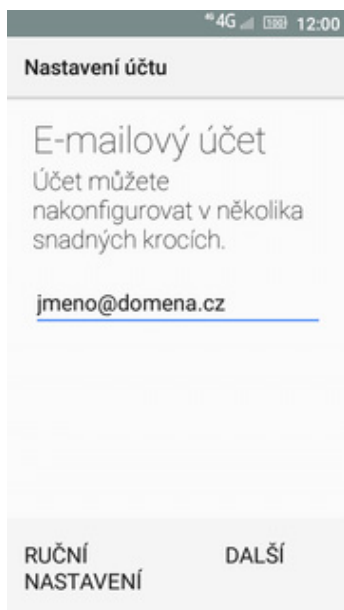 4G 100 12:00
Nastavení účtu
E-mailový účet
Účet můžete
nakonfigurovat v několika
snadných krocích.
jmeno@domena.cz
RUČNÍ
NASTAVENÍ
DALŠÍ